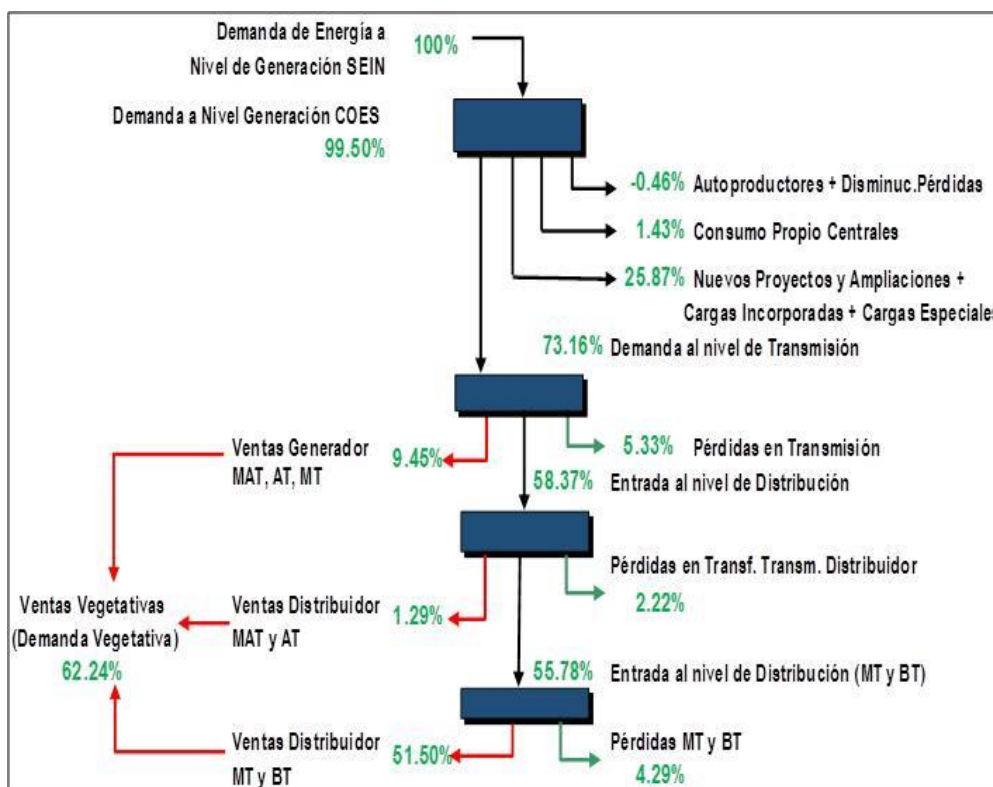 Demanda de Energía a
Nivel de Generación SEIN
100%
Demanda a Nivel Generación COES
99.50%
-0.46% Autoproductores + Disminuc.Pérdidas
1.43% Consumo Propio Centrales
25.87% Nuevos Proyectos y Ampliaciones +
Cargas Incorporadas + Cargas Especiales
73.16% Demanda al nivel de Transmisión
Ventas Generador
MAT, AT, MT
9.45%
5.33% Pérdidas en Transmisión
58.37% Entrada al nivel de Distribución
Pérdidas en Transf. Transm. Distribuidor
2.22%
Ventas Vegetativas
(Demanda Vegetativa)
62.24%
Ventas Distribuidor
MAT y AT
1.29%
55.78% Entrada al nivel de Distribución (MT y BT)
Ventas Distribuidor
MT y BT
51.50%
Pérdidas MT y BT
4.29%